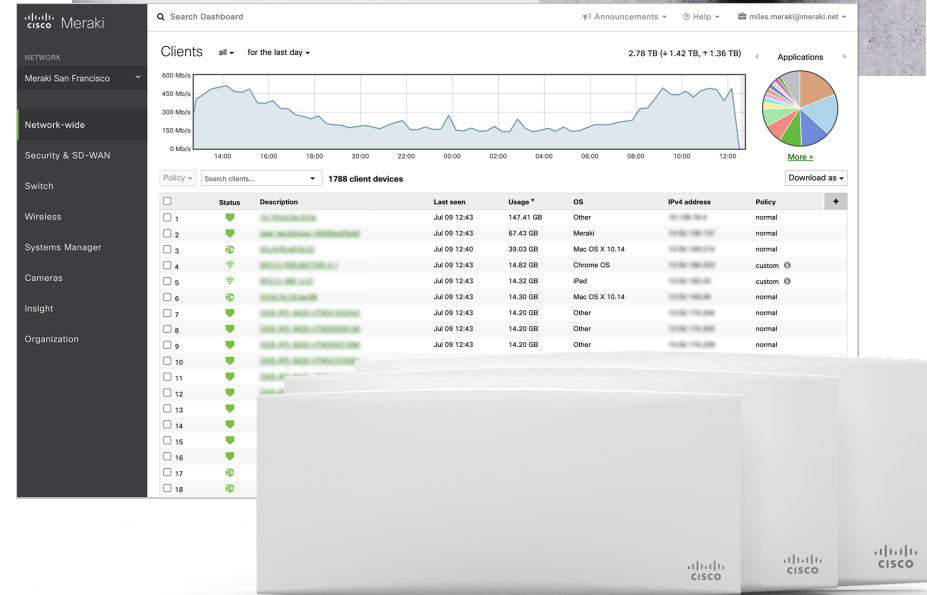 CISCO Meraki
Search Dashboard
Announcements
Help
miles.meraki@meraki.net
NETWORK
Meraki San Francisco
Network-wide
Security & SD-WAN
Switch
Wireless
Systems Manager
Cameras
Insight
Organization
Clients all for the last day
2.78 TB (↓ 1.42 TB, ↑ 1.36 TB)
Applications
600 Mb/s
450 Mb/s
300 Mb/s
150 Mb/s
0 Mb/s
14:00 16:00 18:00 20:00 22:00 00:00 02:00 04:00 06:00 08:00 10:00 12:00
More »
Policy Search clients... 1788 client devices Download as
Status Description Last seen Usage OS IPv4 address Policy +
1 Jul 09 12:43 147.41 GB Other normal
2 Jul 09 12:43 67.43 GB Meraki normal
3 Jul 09 12:40 39.03 GB Mac OS X 10.14 normal
4 Jul 09 12:43 14.82 GB Chrome OS custom
5 Jul 09 12:43 14.32 GB iPad custom
6 Jul 09 12:43 14.30 GB Mac OS X 10.14 normal
7 Jul 09 12:43 14.20 GB Other normal
8 Jul 09 12:43 14.20 GB Other normal
9 Jul 09 12:43 14.20 GB Other normal
10
11
12
13
14
15
16
17
18
CISCO
CISCO
CISCO